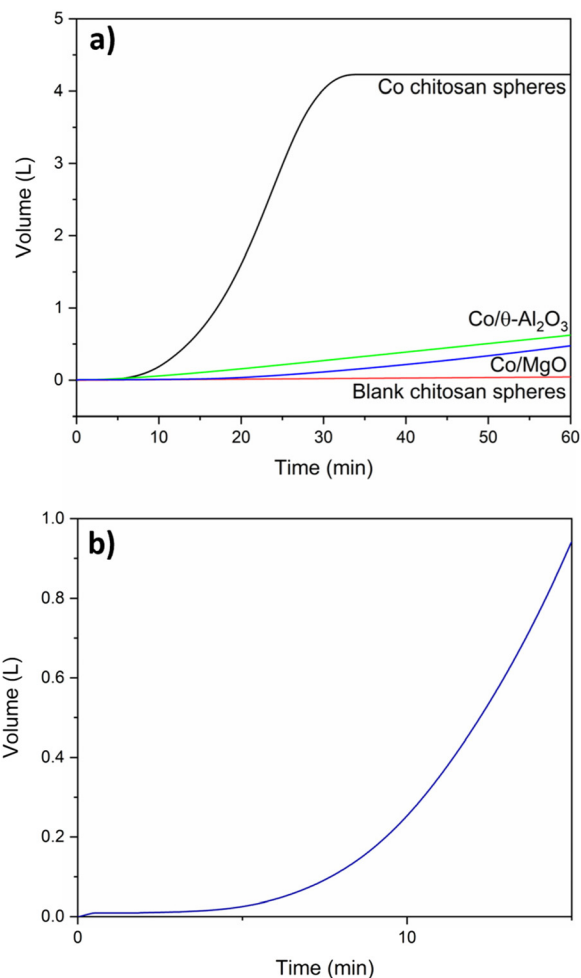 a)
5
4
3
2
1
0
Volume (L)
Co chitosan spheres
Co/θ-Al₂O₃
Co/MgO
Blank chitosan spheres
0 10 20 30 40 50 60
Time (min)
b)
1.0
0.8
0.6
0.4
0.2
0.0
Volume (L)
0 10
Time (min)